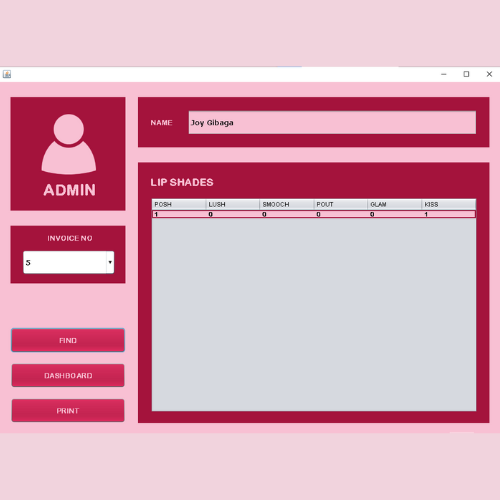 ADMIN
INVOICE NO
5
FIND
DASHBOARD
PRINT
NAME Joy Gibaga
LIP SHADES
POSH LUSH SMOOCH POUT GLAM KISS
1 0 0 0 0 1